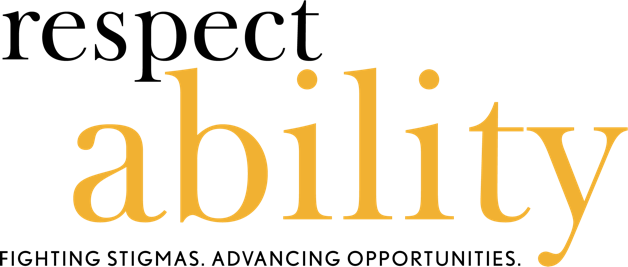 respect
ability
FIGHTING STIGMAS. ADVANCING OPPORTUNITIES.